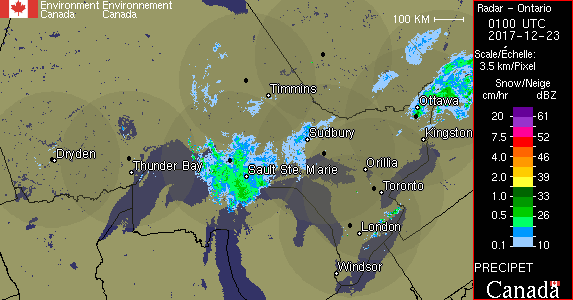 Environment Environnement
Canada Canada
100 KM
Timmins
Ottawa
Sudbury
Kingston
Dryden
Thunder Bay
Sault Ste. Marie
Orillia
Toronto
London
Windsor
Radar - Ontario
0100 UTC
2017-12-23
Scale/Échelle:
3.5 km/Pixel
Snow/Neige
cm/hr dBZ
20 61
7.5 52
4.0 46
2.0 39
1.0 33
0.5 26
0.1 10
PRECIPET
Canada